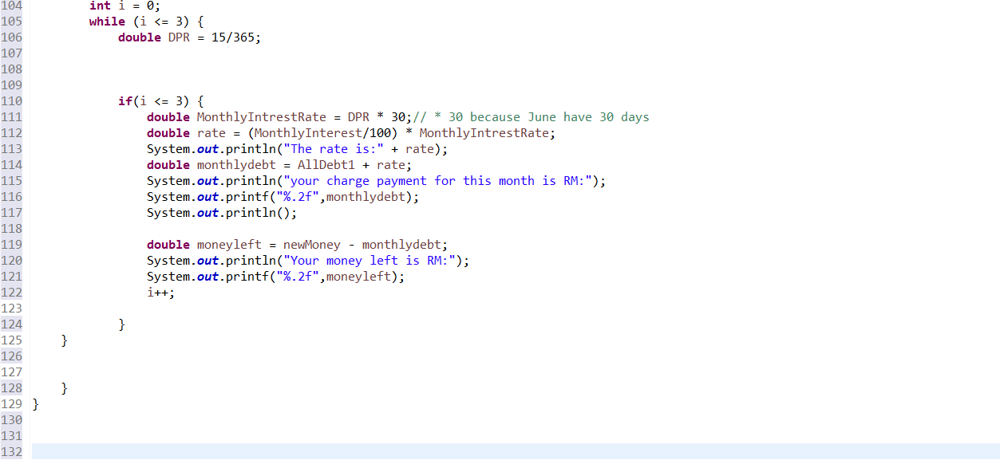 104 int i = 0;
105 while (i <= 3) {
106 double DPR = 15/365;
107
108
109
110 if(i <= 3) {
111 double MonthlyIntrestRate = DPR * 30;// * 30 because June have 30 days
112 double rate = (MonthlyInterest/100) * MonthlyIntrestRate;
113 System.out.println("The rate is:" + rate);
114 double monthlydebt = AllDebt1 + rate;
115 System.out.println("your charge payment for this month is RM:");
116 System.out.printf("%.2f",monthlydebt);
117 System.out.println();
118
119 double moneyleft = newMoney - monthlydebt;
120 System.out.println("Your money left is RM:");
121 System.out.printf("%.2f",moneyleft);
122 i++;
123
124 }
125 }
126
127
128 }
129 }
130
131
132